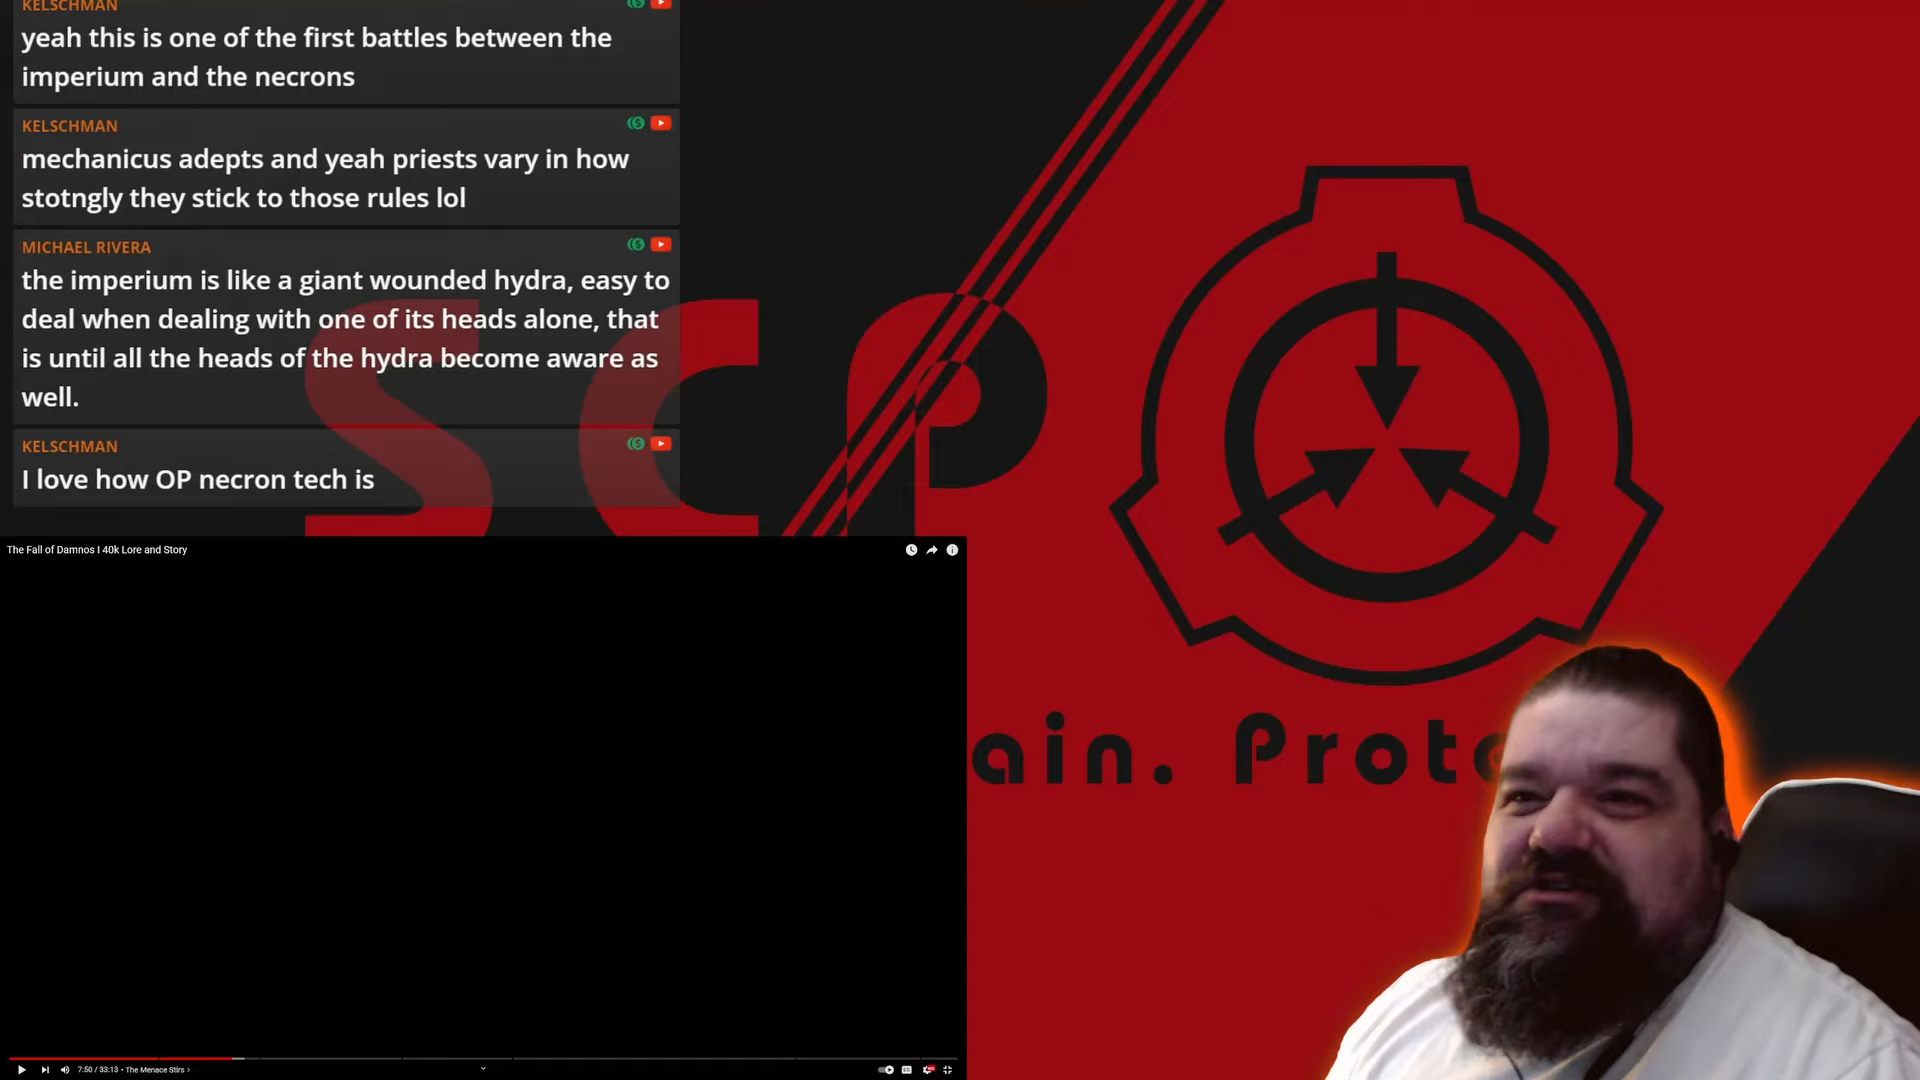 KELSCHMAN
yeah this is one of the first battles between the
imperium and the necrons
KELSCHMAN
mechanicus adepts and yeah priests vary in how
stotngly they stick to those rules lol
MICHAEL RIVERA
the imperium is like a giant wounded hydra, easy to
deal when dealing with one of its heads alone, that
is until all the heads of the hydra become aware as
well.
KELSCHMAN
I love how OP necron tech is
SCP
The Fall of Damnos I 40k Lore and Story
ain. Prote
7:50 / 33:13 • The Menace Stirs ›